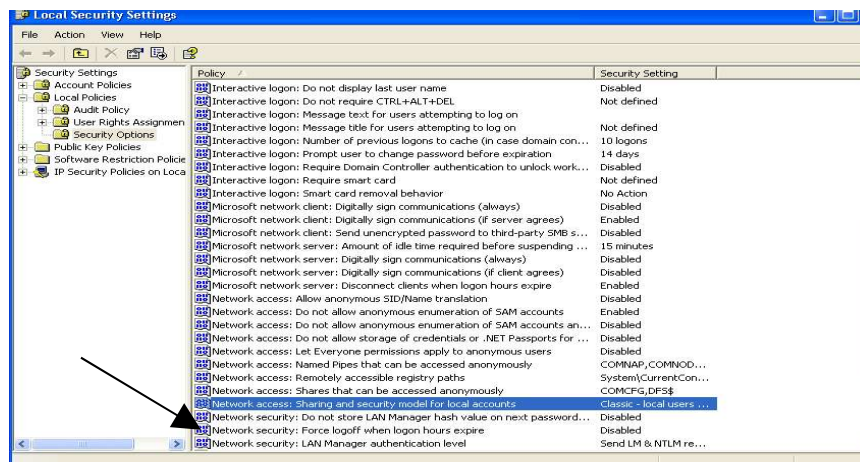 Local Security Settings
File Action View Help
Security Settings
Account Policies
Local Policies
Audit Policy
User Rights Assignmen
Security Options
Public Key Policies
Software Restriction Policie
IP Security Policies on Loca
Policy Security Setting
Interactive logon: Do not display last user name Disabled
Interactive logon: Do not require CTRL+ALT+DEL Not defined
Interactive logon: Message text for users attempting to log on
Interactive logon: Message title for users attempting to log on Not defined
Interactive logon: Number of previous logons to cache (in case domain con... 10 logons
Interactive logon: Prompt user to change password before expiration 14 days
Interactive logon: Require Domain Controller authentication to unlock work... Disabled
Interactive logon: Require smart card Not defined
Interactive logon: Smart card removal behavior No Action
Microsoft network client: Digitally sign communications (always) Disabled
Microsoft network client: Digitally sign communications (if server agrees) Enabled
Microsoft network client: Send unencrypted password to third-party SMB s... Disabled
Microsoft network server: Amount of idle time required before suspending ... 15 minutes
Microsoft network server: Digitally sign communications (always) Disabled
Microsoft network server: Digitally sign communications (if client agrees) Disabled
Microsoft network server: Disconnect clients when logon hours expire Enabled
Network access: Allow anonymous SID/Name translation Disabled
Network access: Do not allow anonymous enumeration of SAM accounts Enabled
Network access: Do not allow anonymous enumeration of SAM accounts an... Disabled
Network access: Do not allow storage of credentials or .NET Passports for ... Disabled
Network access: Let Everyone permissions apply to anonymous users Disabled
Network access: Named Pipes that can be accessed anonymously COMNAP,COMNOD...
Network access: Remotely accessible registry paths System\CurrentCon...
Network access: Shares that can be accessed anonymously COMCFG,DFS$
Network access: Sharing and security model for local accounts Classic - local users ...
Network security: Do not store LAN Manager hash value on next password... Disabled
Network security: Force logoff when logon hours expire Disabled
Network security: LAN Manager authentication level Send LM & NTLM re...